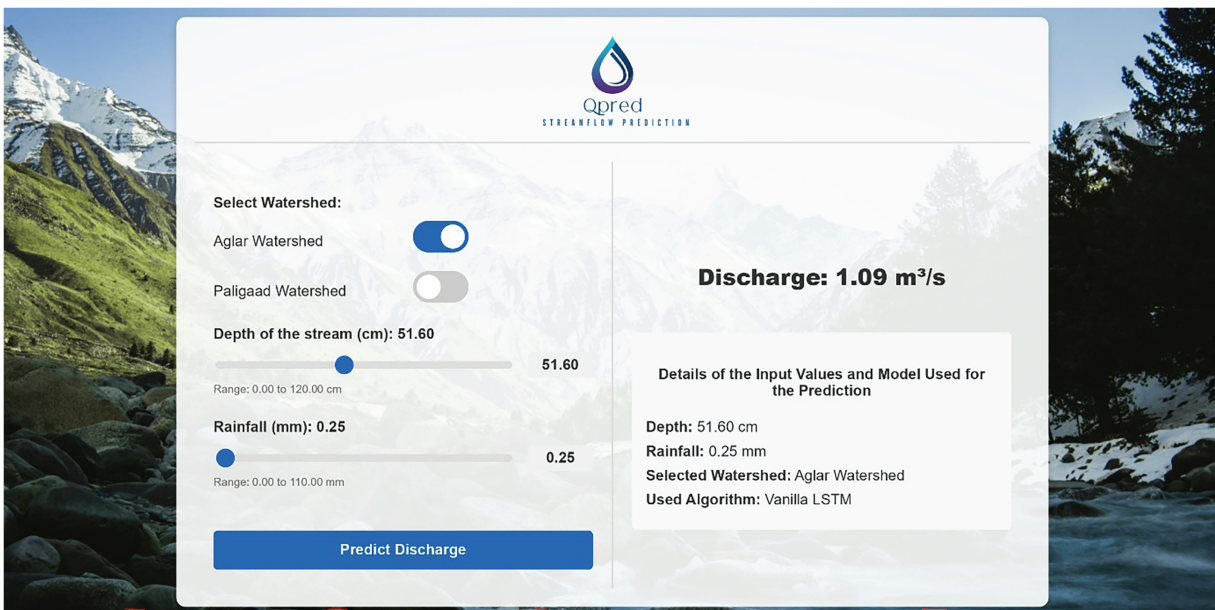 Qpred
STREAMFLOW PREDICTION
Select Watershed:
Aglar Watershed
Paligaad Watershed
Depth of the stream (cm): 51.60
51.60
Range: 0.00 to 120.00 cm
Rainfall (mm): 0.25
0.25
Range: 0.00 to 110.00 mm
Predict Discharge
Discharge: 1.09 m³/s
Details of the Input Values and Model Used for
the Prediction
Depth: 51.60 cm
Rainfall: 0.25 mm
Selected Watershed: Aglar Watershed
Used Algorithm: Vanilla LSTM